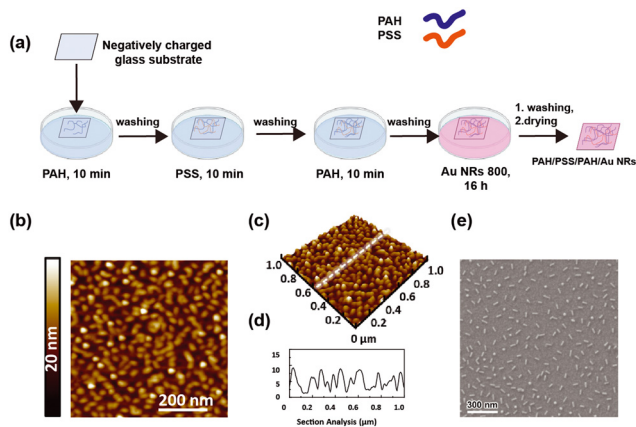 PAH
PSS
(a)
Negatively charged
glass substrate
washing
washing
washing
1. washing,
2.drying
PAH, 10 min
PSS, 10 min
PAH, 10 min
Au NRs 800,
16 h
PAH/PSS/PAH/Au NRs
(b)
20 nm
200 nm
(c)
1.0
0.8
0.6
0.4
0.2
0 µm
0.2
0.4
0.6
0.8
1.0
(d)
15
10
5
0
0
0.2
0.4
0.6
0.8
1.0
Section Analysis (µm)
(e)
300 nm